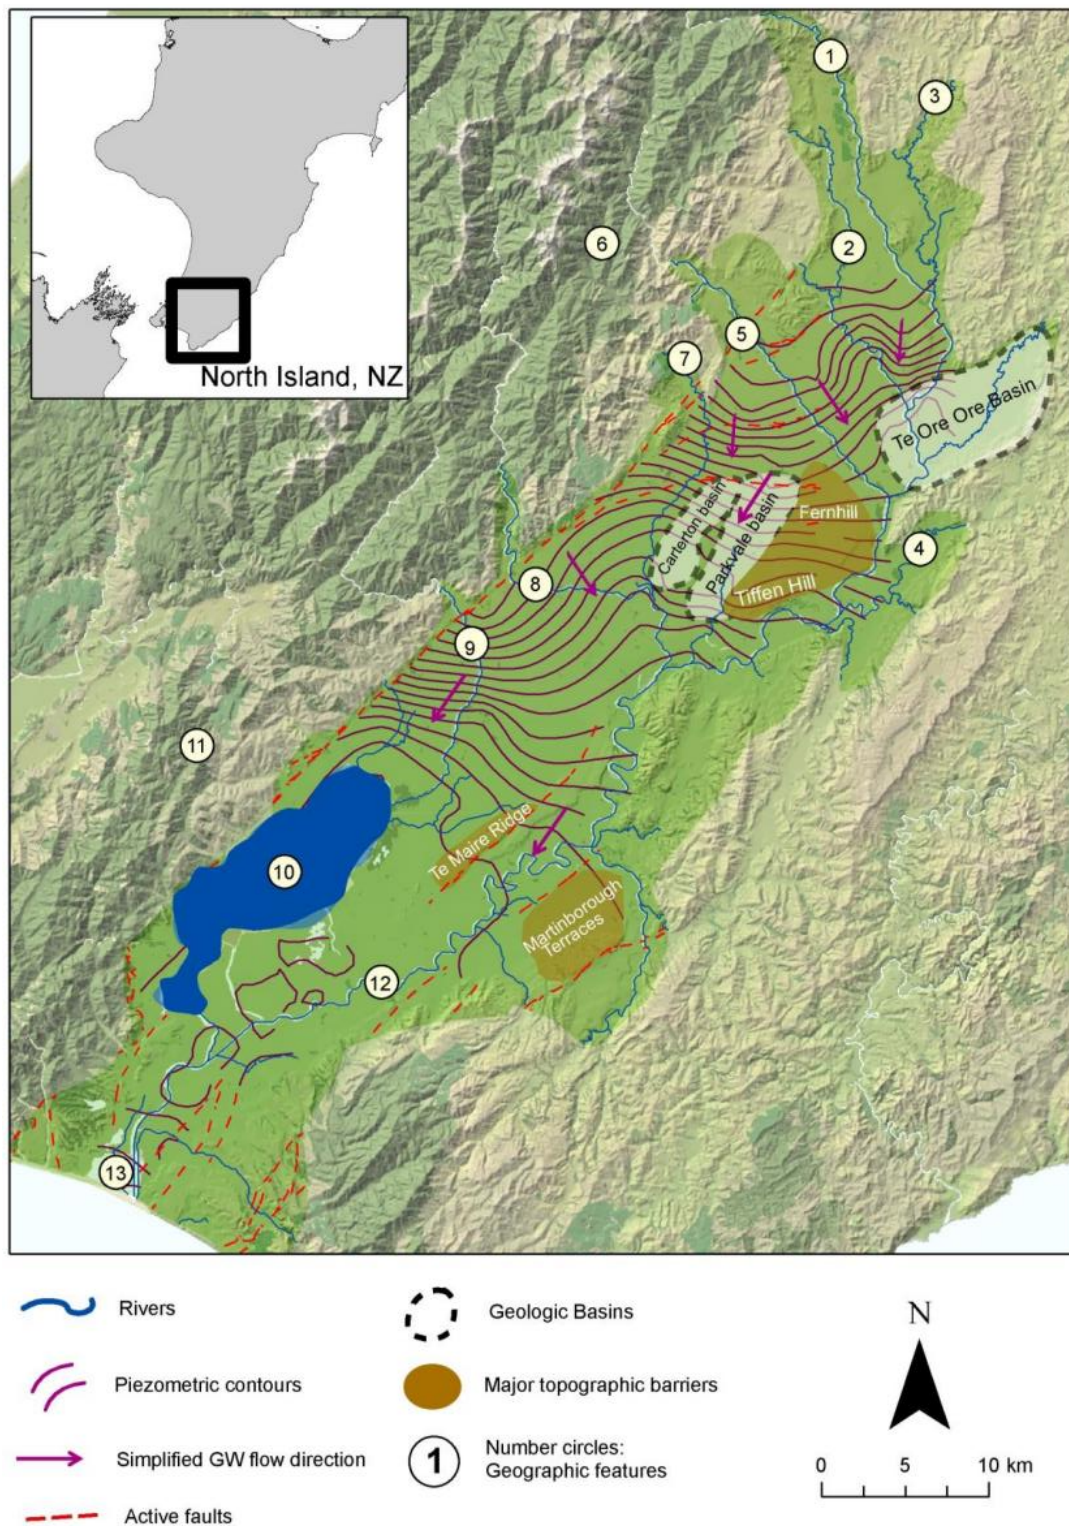 North Island, NZ
1
3
2
6
5
7
Te Ore Ore Basin
Carterton basin
Parkvale basin
Fernhill
4
Tiffen Hill
8
9
11
10
Te Maire Ridge
Martinborough
Terraces
12
13
Rivers
Geologic Basins
N
Piezometric contours
Major topographic barriers
Simplified GW flow direction
1
Number circles:
Geographic features
0 5 10 km
Active faults